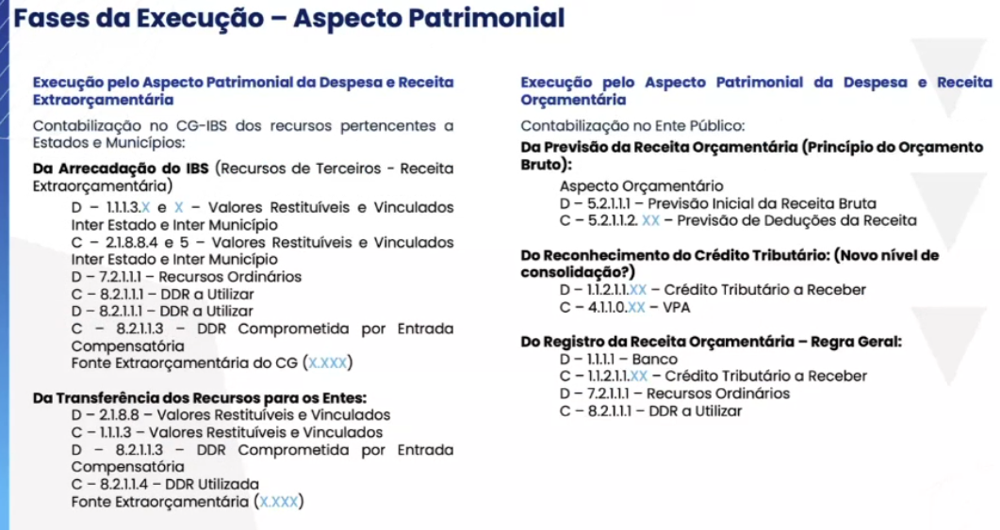 Fases da Execução – Aspecto Patrimonial
Execução pelo Aspecto Patrimonial da Despesa e Receita
Extraorçamentária
Contabilização no CG-IBS dos recursos pertencentes a
Estados e Municípios:
Da Arrecadação do IBS (Recursos de Terceiros - Receita
Extraorçamentária)
D – 1.1.1.3.X e X – Valores Restituíveis e Vinculados
Inter Estado e Inter Município
C – 2.1.8.8.4 e 5 – Valores Restituíveis e Vinculados
Inter Estado e Inter Município
D – 7.2.1.1.1 – Recursos Ordinários
C – 8.2.1.1.1 – DDR a Utilizar
D – 8.2.1.1.1 – DDR a Utilizar
C – 8.2.1.1.3 – DDR Comprometida por Entrada
Compensatória
Fonte Extraorçamentária do CG (X.XXX)
Da Transferência dos Recursos para os Entes:
D – 2.1.8.8 – Valores Restituíveis e Vinculados
C – 1.1.1.3 – Valores Restituíveis e Vinculados
D – 8.2.1.1.3 – DDR Comprometida por Entrada
Compensatória
C – 8.2.1.1.4 – DDR Utilizada
Fonte Extraorçamentária (X.XXX)
Execução pelo Aspecto Patrimonial da Despesa e Receita
Orçamentária
Contabilização no Ente Público:
Da Previsão da Receita Orçamentária (Princípio do Orçamento
Bruto):
Aspecto Orçamentário
D – 5.2.1.1.1 – Previsão Inicial da Receita Bruta
C – 5.2.1.1.2. XX – Previsão de Deduções da Receita
Do Reconhecimento do Crédito Tributário: (Novo nível de
consolidação?)
D – 1.1.2.1.1.XX – Crédito Tributário a Receber
C – 4.1.1.0.XX – VPA
Do Registro da Receita Orçamentária – Regra Geral:
D – 1.1.1.1 – Banco
C – 1.1.2.1.1.XX – Crédito Tributário a Receber
D – 7.2.1.1.1 – Recursos Ordinários
C – 8.2.1.1.1 – DDR a Utilizar